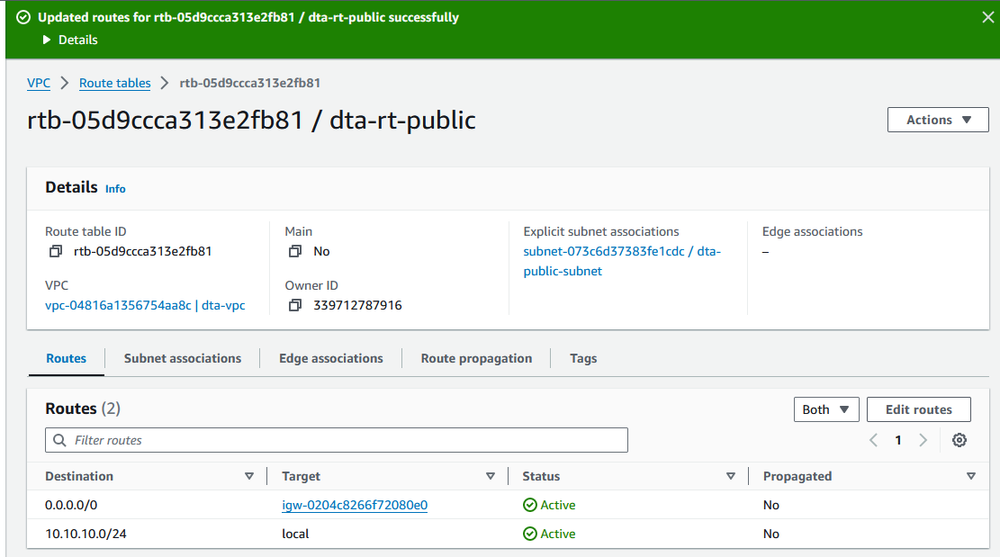 Updated routes for rtb-05d9ccca313e2fb81 / dta-rt-public successfully
Details
VPC > Route tables > rtb-05d9ccca313e2fb81
rtb-05d9ccca313e2fb81 / dta-rt-public
Actions
Details Info
Route table ID
rtb-05d9ccca313e2fb81
Main
No
Explicit subnet associations
subnet-073c6d37383fe1cdc / dta-
public-subnet
Edge associations
–
VPC
vpc-04816a1356754aa8c | dta-vpc
Owner ID
339712787916
Routes Subnet associations Edge associations Route propagation Tags
Routes (2)
Both Edit routes
Filter routes
1
Destination Target Status Propagated
0.0.0.0/0 igw-0204c8266f72080e0 Active No
10.10.10.0/24 local Active No